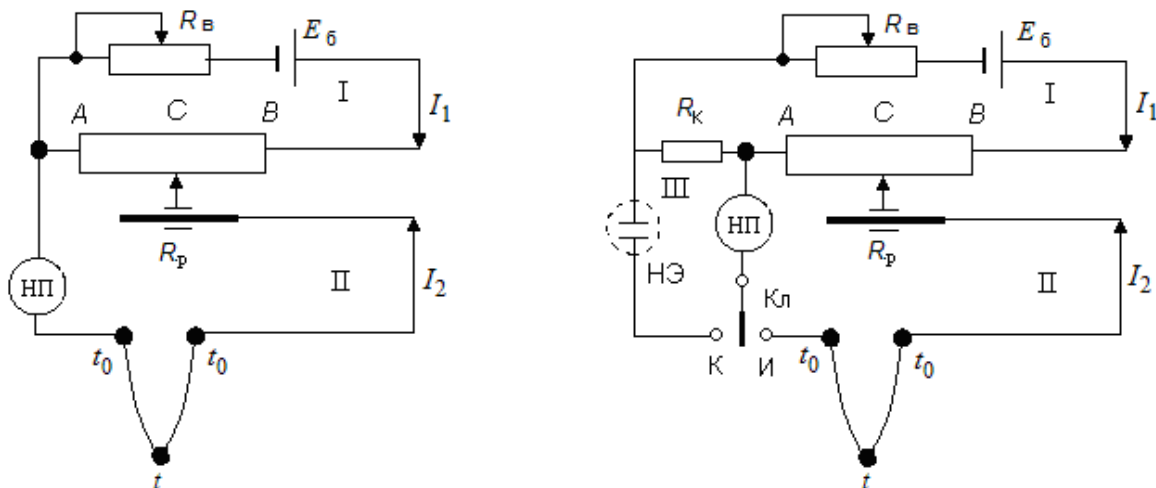 R в E б
I
A C B I 1
R р
НП II I 2
t 0 t 0
t
R в E б
I
R к A C B I 1
III
НП R р
НЭ II I 2
Кл
К И t 0 t 0
t